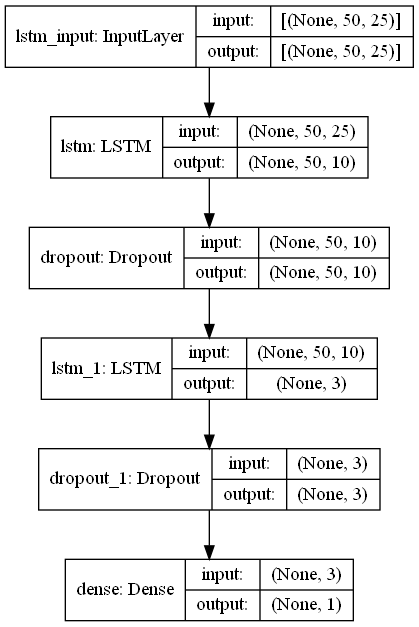 lstm_input: InputLayer
input: [(None, 50, 25)]
output: [(None, 50, 25)]
lstm: LSTM
input: (None, 50, 25)
output: (None, 50, 10)
dropout: Dropout
input: (None, 50, 10)
output: (None, 50, 10)
lstm_1: LSTM
input: (None, 50, 10)
output: (None, 3)
dropout_1: Dropout
input: (None, 3)
output: (None, 3)
dense: Dense
input: (None, 3)
output: (None, 1)